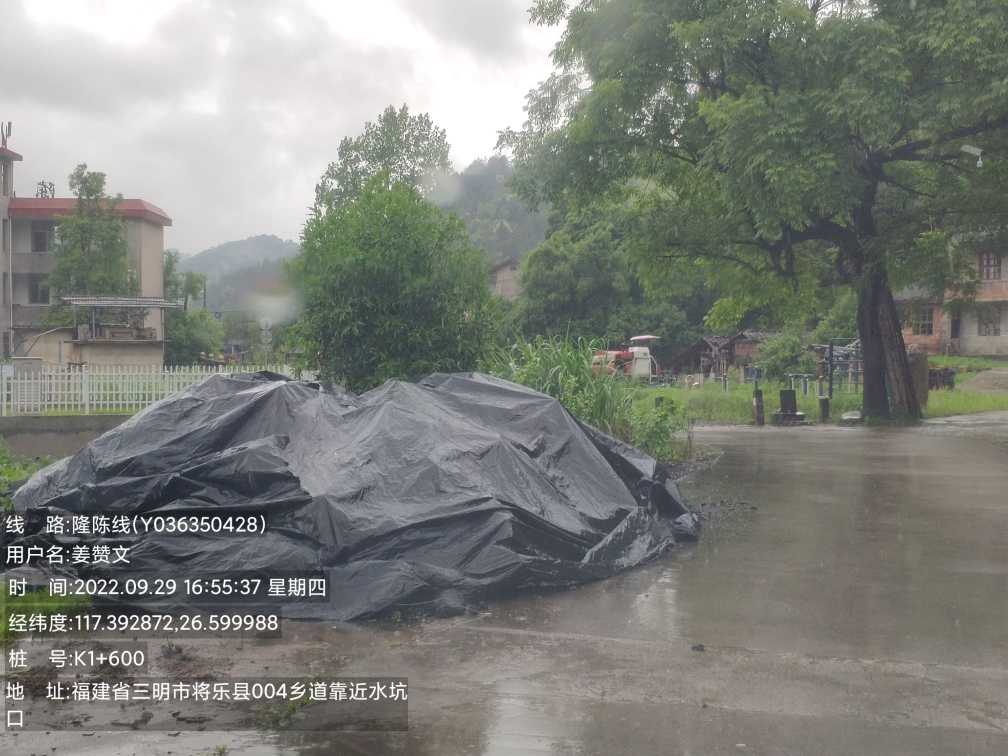 线 路:隆陈线(Y036350428)
用户名:姜赞文
时 间:2022.09.29 16:55:37 星期四
经纬度:117.392872,26.599988
桩 号:K1+600
地 址:福建省三明市将乐县004乡道靠近水坑
口